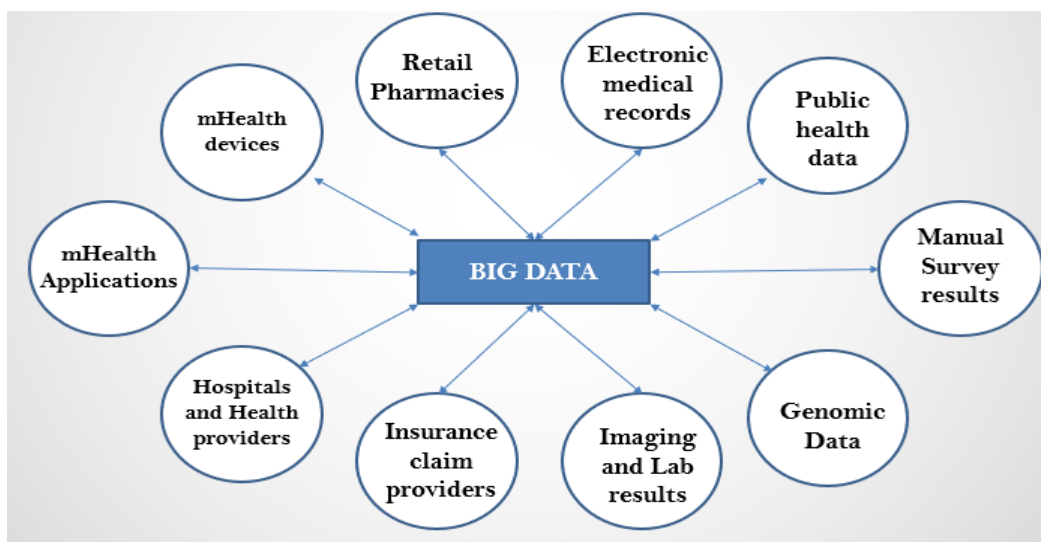 Retail
Pharmacies
Electronic
medical
records
mHealth
devices
Public
health
data
mHealth
Applications
BIG DATA
Manual
Survey
results
Hospitals
and Health
providers
Insurance
claim
providers
Imaging
and Lab
results
Genomic
Data